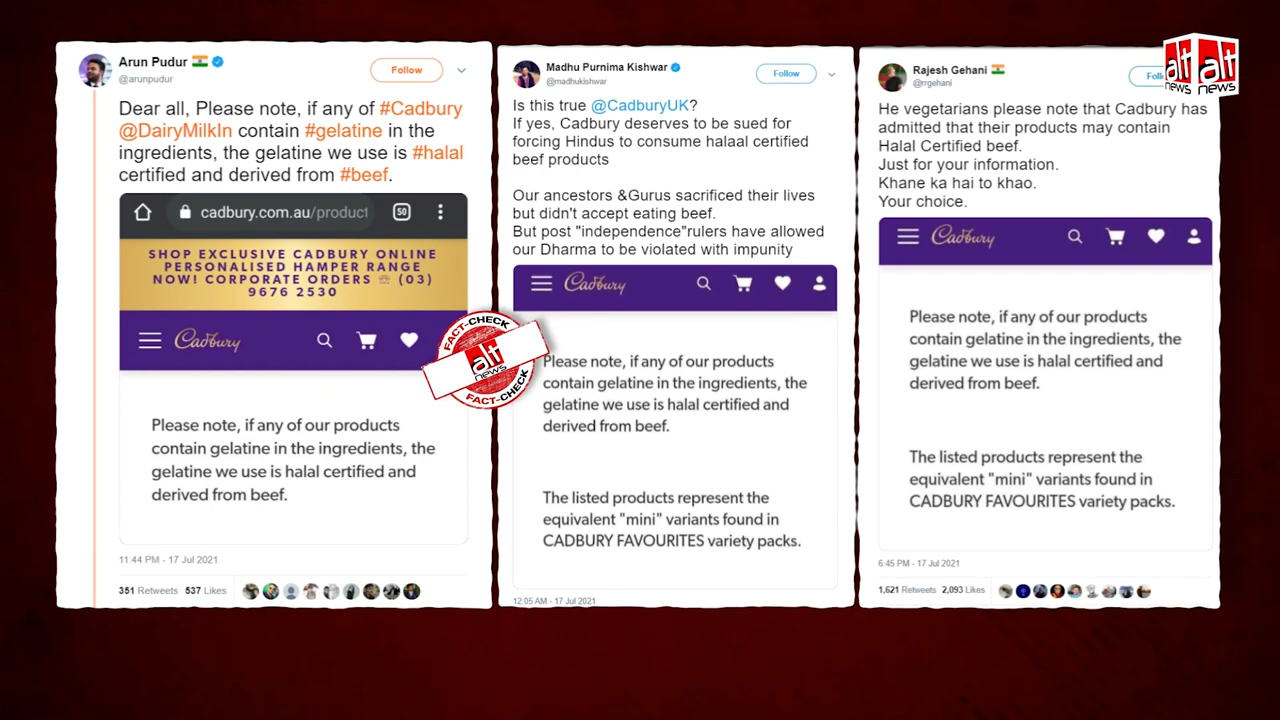 Arun Pudur
@arunpudur
Follow
Dear all, Please note, if any of #Cadbury
@DairyMilkIn contain #gelatine in the
ingredients, the gelatine we use is #halal
certified and derived from #beef.
cadbury.com.au/product
50
SHOP EXCLUSIVE CADBURY ONLINE
PERSONALISED HAMPER RANGE
NOW! CORPORATE ORDERS ☏ (03)
9676 2530
Cadbury
Please note, if any of our products
contain gelatine in the ingredients, the
gelatine we use is halal certified and
derived from beef.
11:44 PM - 17 Jul 2021
351 Retweets 537 Likes
Madhu Purnima Kishwar
@madhukishwar
Follow
Is this true @CadburyUK?
If yes, Cadbury deserves to be sued for
forcing Hindus to consume halaal certified
beef products
Our ancestors &Gurus sacrificed their lives
but didn't accept eating beef.
But post "independence"rulers have allowed
our Dharma to be violated with impunity
Cadbury
Please note, if any of our products
contain gelatine in the ingredients, the
gelatine we use is halal certified and
derived from beef.
The listed products represent the
equivalent "mini" variants found in
CADBURY FAVOURITES variety packs.
12:05 AM - 17 Jul 2021
FACT-CHECK
alt
news
FACT-CHECK
Rajesh Gehani
@rrgehani
He vegetarians please note that Cadbury has
admitted that their products may contain
Halal Certified beef.
Just for your information.
Khane ka hai to khao.
Your choice.
Cadbury
Please note, if any of our products
contain gelatine in the ingredients, the
gelatine we use is halal certified and
derived from beef.
The listed products represent the
equivalent "mini" variants found in
CADBURY FAVOURITES variety packs.
6:45 PM - 17 Jul 2021
1,621 Retweets 2,093 Likes
alt alt
news news